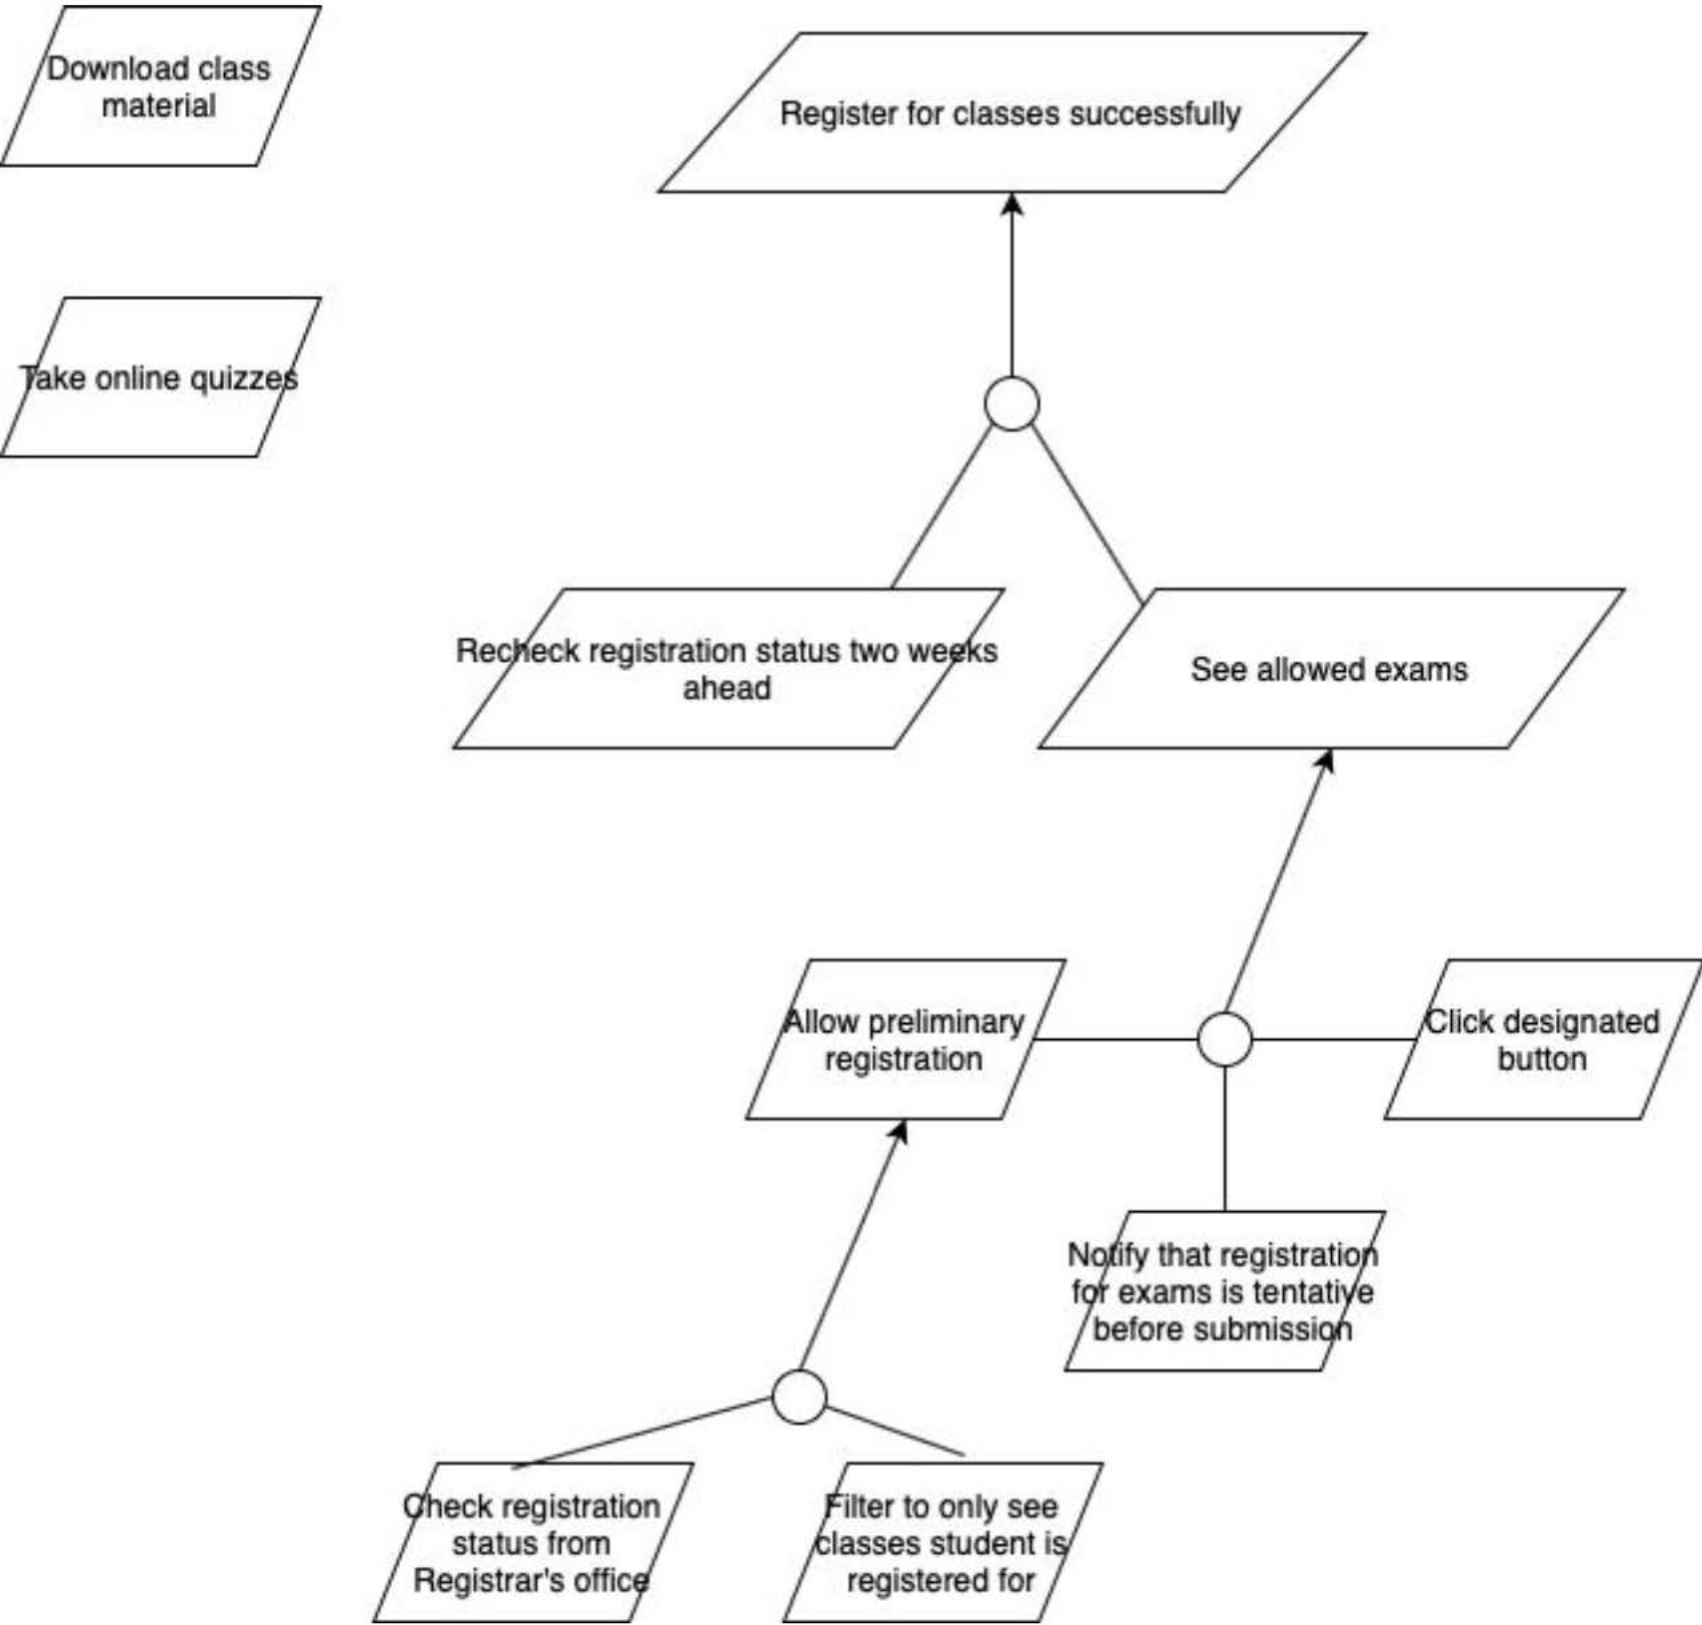 Download class
material
Register for classes successfully
Take online quizzes
Recheck registration status two weeks
ahead
See allowed exams
Allow preliminary
registration
Click designated
button
Notify that registration
for exams is tentative
before submission
Check registration
status from
Registrar's office
Filter to only see
classes student is
registered for